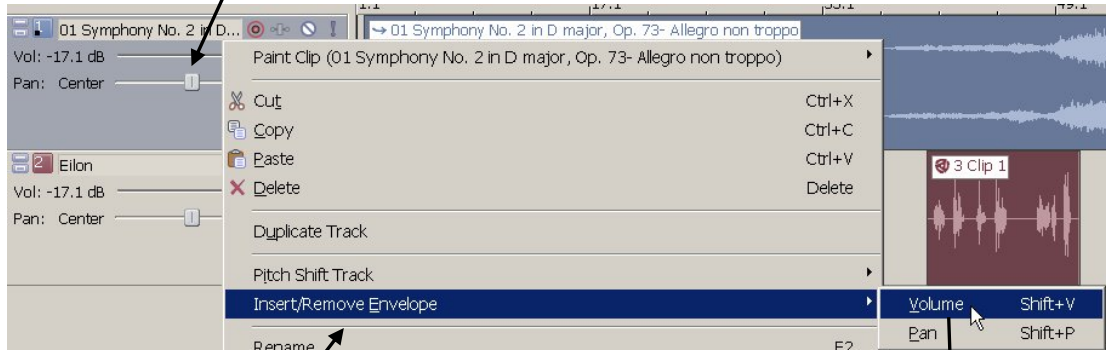 1.1 17.1 33.1 49.1
1 01 Symphony No. 2 in D... ↪ 01 Symphony No. 2 in D major, Op. 73- Allegro non troppo
Vol: -17.1 dB
Paint Clip (01 Symphony No. 2 in D major, Op. 73- Allegro non troppo)
Pan: Center
Cut Ctrl+X
Copy Ctrl+C
2 Eilon
Paste Ctrl+V
3 Clip 1
Vol: -17.1 dB
Delete Delete
Pan: Center
Duplicate Track
Pitch Shift Track
Insert/Remove Envelope
Volume Shift+V
Pan Shift+P
Rename F2